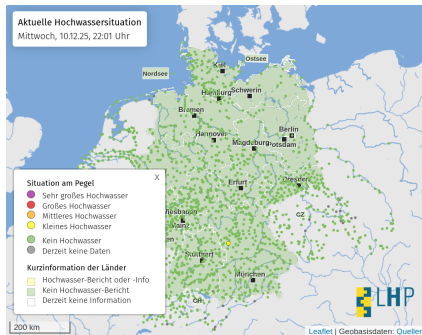 Aktuelle Hochwassersituation
Mittwoch, 10.12.25, 22:01 Uhr
Ostsee
Nordsee
Kiel
Hamburg
Schwerin
Bremen
Berlin
Hannover
Potsdam
Magdeburg
Erfurt
Dresden
Wiesbaden
Mainz
CZ
Stuttgart
München
CH
X
Situation am Pegel
Sehr großes Hochwasser
Großes Hochwasser
Mittleres Hochwasser
Kleines Hochwasser
Kein Hochwasser
Derzeit keine Daten
Kurzinformation der Länder
Hochwasser-Bericht oder -Info
Kein Hochwasser-Bericht
Derzeit keine Information
LHP
200 km
Leaflet | Geobasisdaten: Quellen